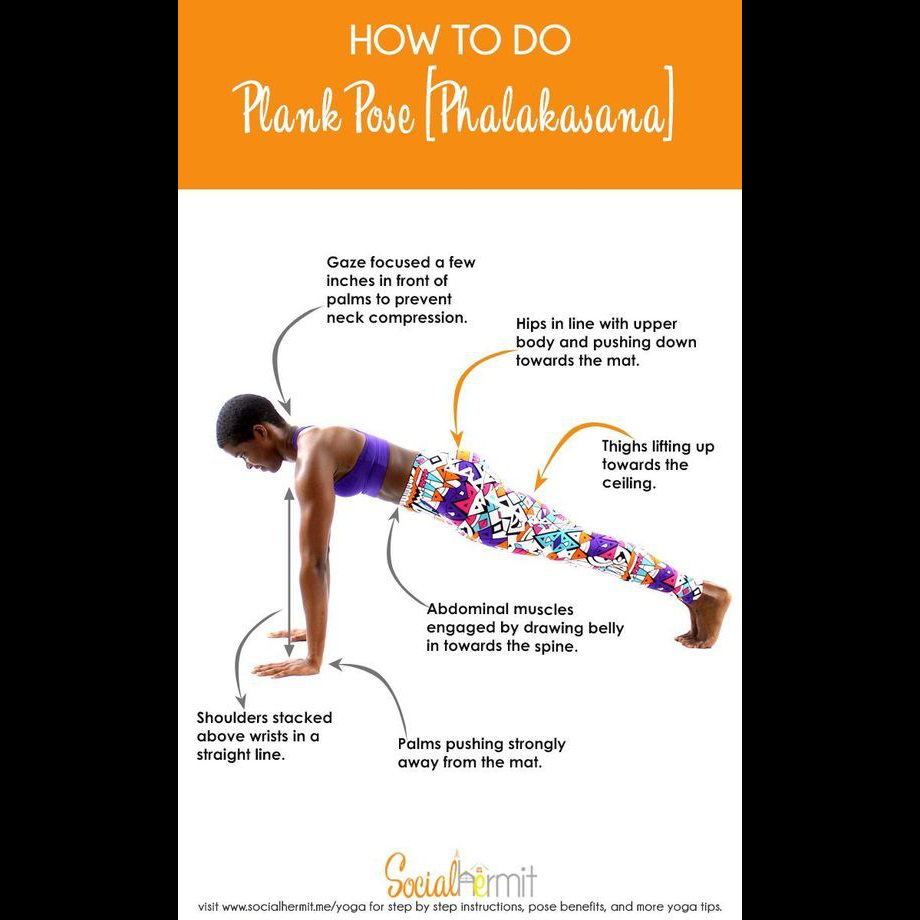 HOW TO DO
Plank Pose [Phalakasana]
Gaze focused a few
inches in front of
palms to prevent
neck compression.
Hips in line with upper
body and pushing down
towards the mat.
Thighs lifting up
towards the
ceiling.
Abdominal muscles
engaged by drawing belly
in towards the spine.
Shoulders stacked
above wrists in a
straight line.
Palms pushing strongly
away from the mat.
Socialhermit
visit www.socialhermit.me/yoga for step by step instructions, pose benefits, and more yoga tips.